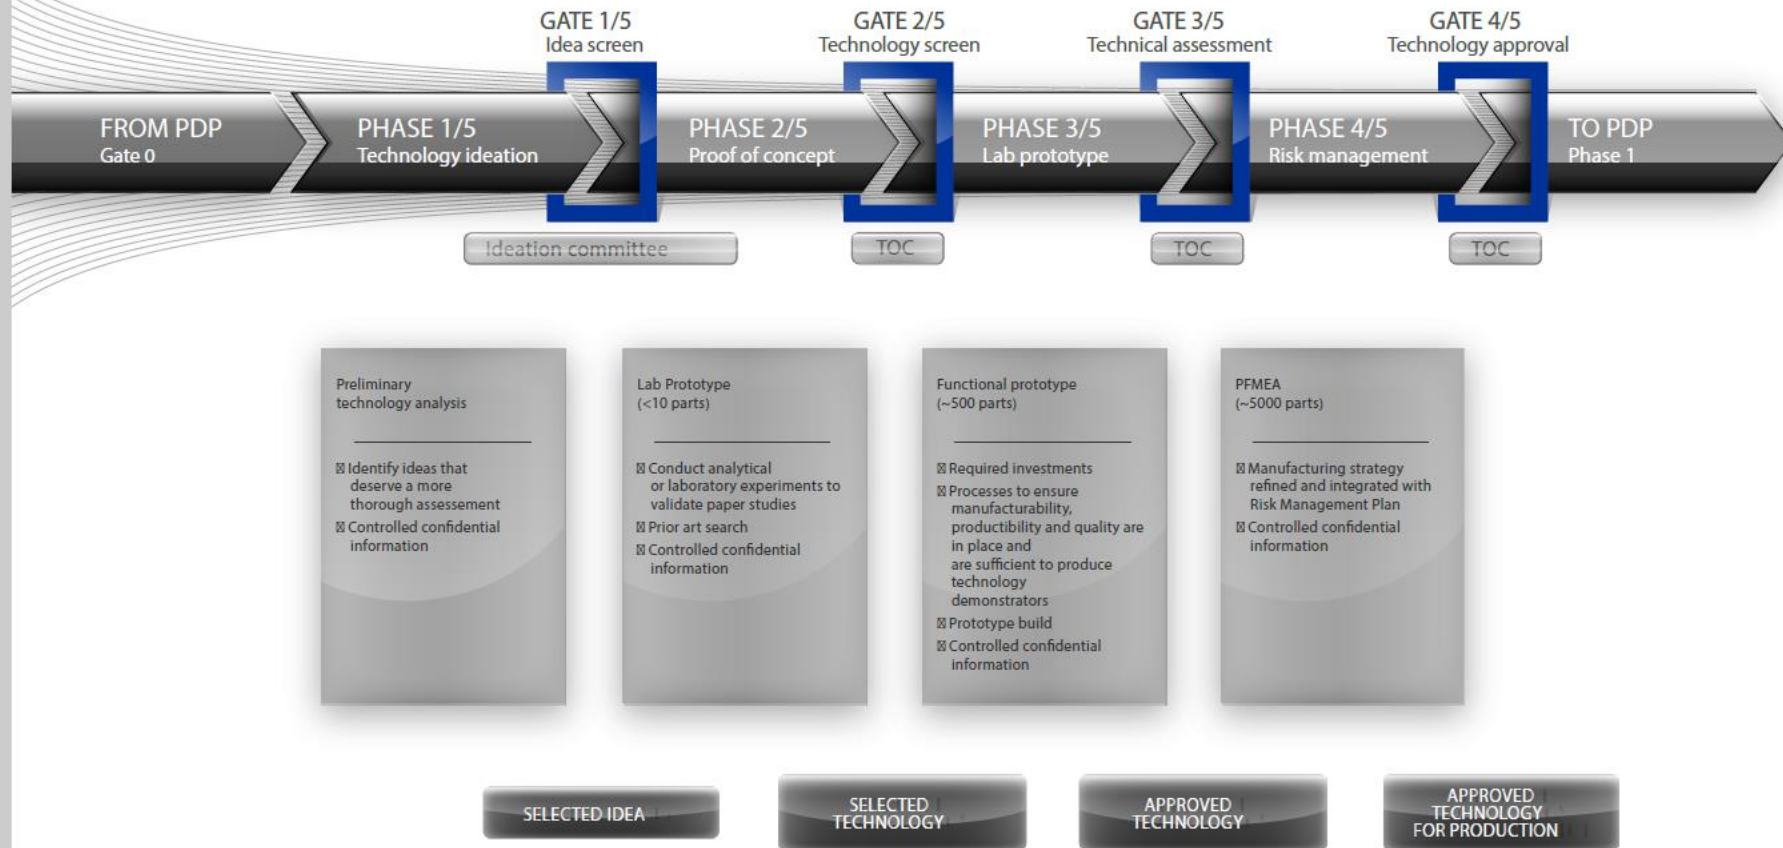 GATE 1/5
Idea screen
GATE 2/5
Technology screen
GATE 3/5
Technical assessment
GATE 4/5
Technology approval
FROM PDP
Gate 0
PHASE 1/5
Technology ideation
PHASE 2/5
Proof of concept
PHASE 3/5
Lab prototype
PHASE 4/5
Risk management
TO PDP
Phase 1
Ideation committee
TOC
TOC
TOC
Preliminary
technology analysis
Identify ideas that
deserve a more
thorough assessement
Controlled confidential
information
Lab Prototype
(<10 parts)
Conduct analytical
or laboratory experiments to
validate paper studies
Prior art search
Controlled confidential
information
Functional prototype
(~500 parts)
Required investments
Processes to ensure
manufacturability,
productibility and quality are
in place and
are sufficient to produce
technology
demonstrators
Prototype build
Controlled confidential
information
PFMEA
(~5000 parts)
Manufacturing strategy
refined and integrated with
Risk Management Plan
Controlled confidential
information
SELECTED IDEA
SELECTED
TECHNOLOGY
APPROVED
TECHNOLOGY
APPROVED
TECHNOLOGY
FOR PRODUCTION